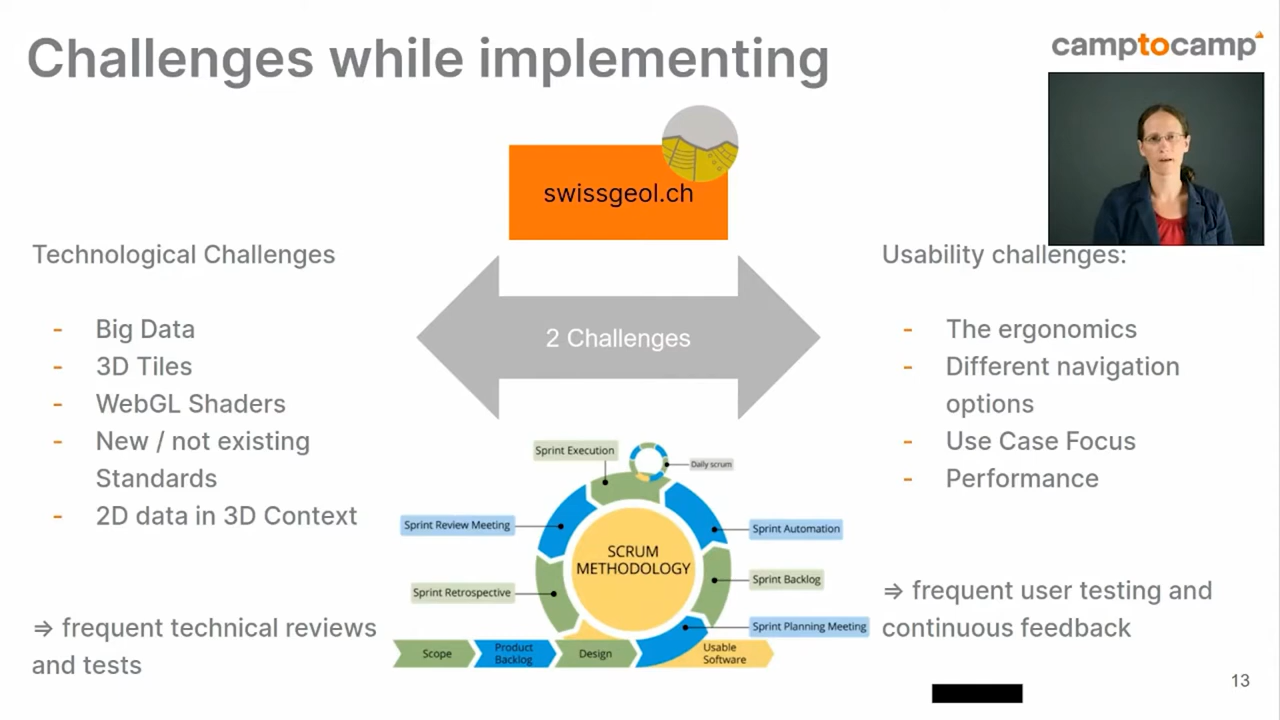 Challenges while implementing
camptocamp
swissgeol.ch
Technological Challenges
- Big Data
- 3D Tiles
- WebGL Shaders
- New / not existing
Standards
- 2D data in 3D Context
⇒ frequent technical reviews
and tests
2 Challenges
Sprint Execution
Daily scrum
Sprint Review Meeting
Sprint Automation
SCRUM
METHODOLOGY
Sprint Backlog
Sprint Retrospective
Sprint Planning Meeting
Scope
Product
Backlog
Design
Usable
Software
Usability challenges:
- The ergonomics
- Different navigation
options
- Use Case Focus
- Performance
⇒ frequent user testing and
continuous feedback
13